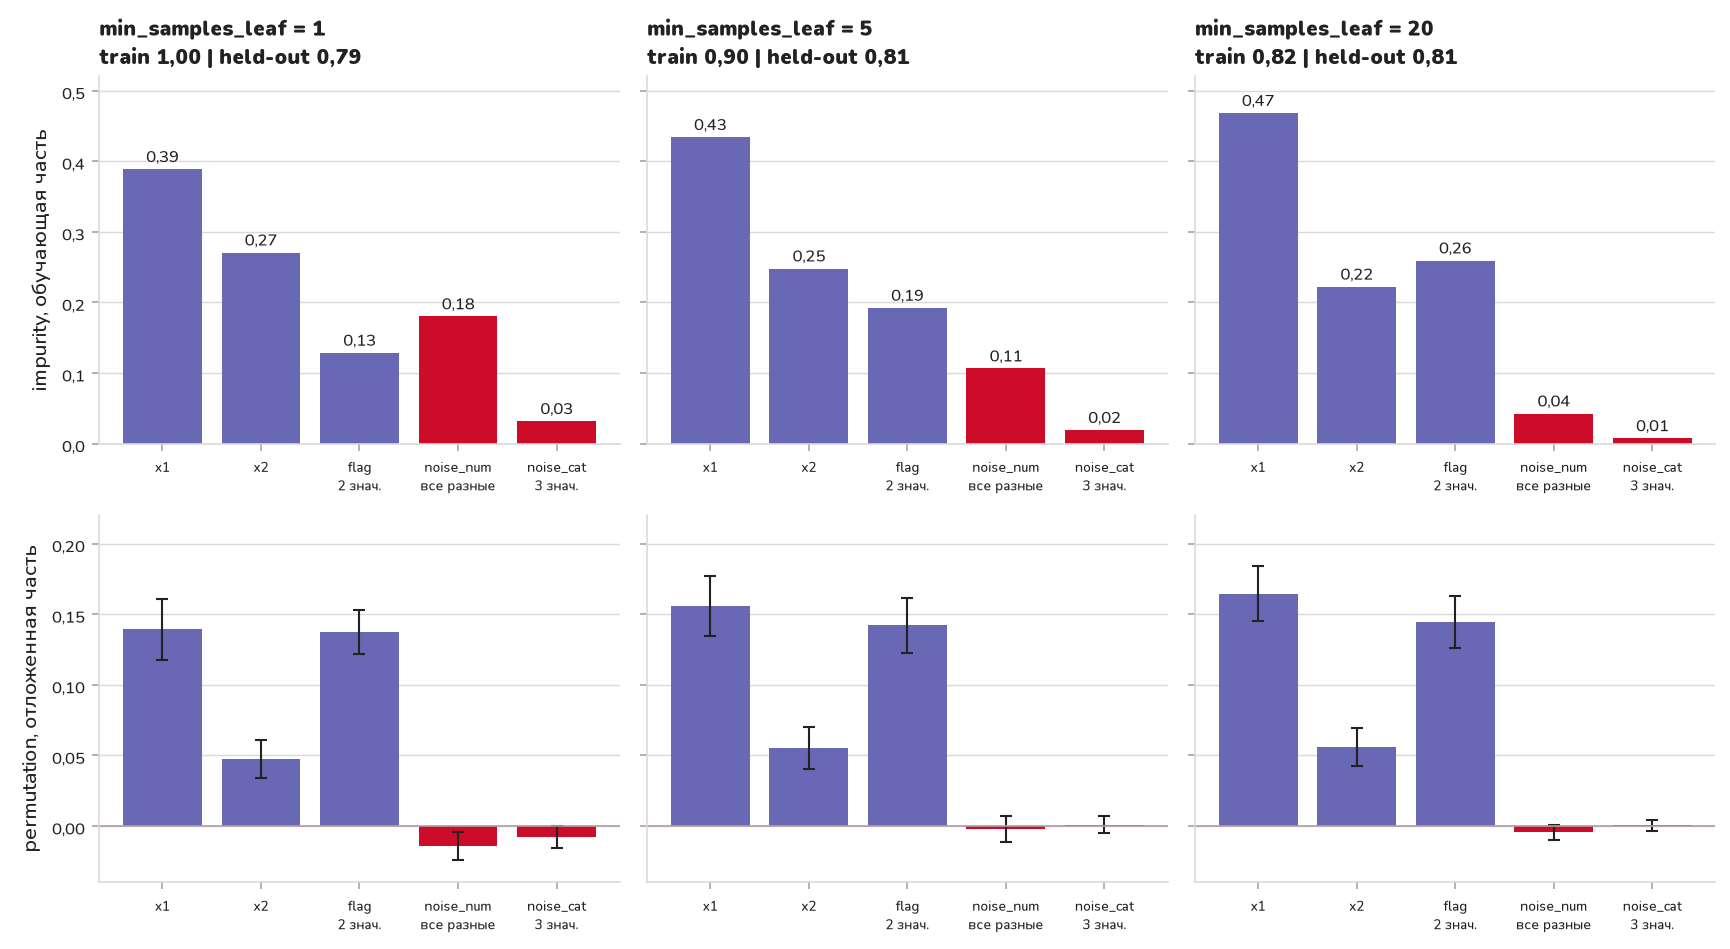 min_samples_leaf = 1
train 1,00 | held-out 0,79
min_samples_leaf = 5
train 0,90 | held-out 0,81
min_samples_leaf = 20
train 0,82 | held-out 0,81
impurity, обучающая часть
0,5
0,4
0,3
0,2
0,1
0,0
0,39
0,27
0,13
0,18
0,03
x1
x2
flag
2 знач.
noise_num
все разные
noise_cat
3 знач.
0,43
0,25
0,19
0,11
0,02
x1
x2
flag
2 знач.
noise_num
все разные
noise_cat
3 знач.
0,47
0,22
0,26
0,04
0,01
x1
x2
flag
2 знач.
noise_num
все разные
noise_cat
3 знач.
permutation, отложенная часть
0,20
0,15
0,10
0,05
0,00
x1
x2
flag
2 знач.
noise_num
все разные
noise_cat
3 знач.
x1
x2
flag
2 знач.
noise_num
все разные
noise_cat
3 знач.
x1
x2
flag
2 знач.
noise_num
все разные
noise_cat
3 знач.